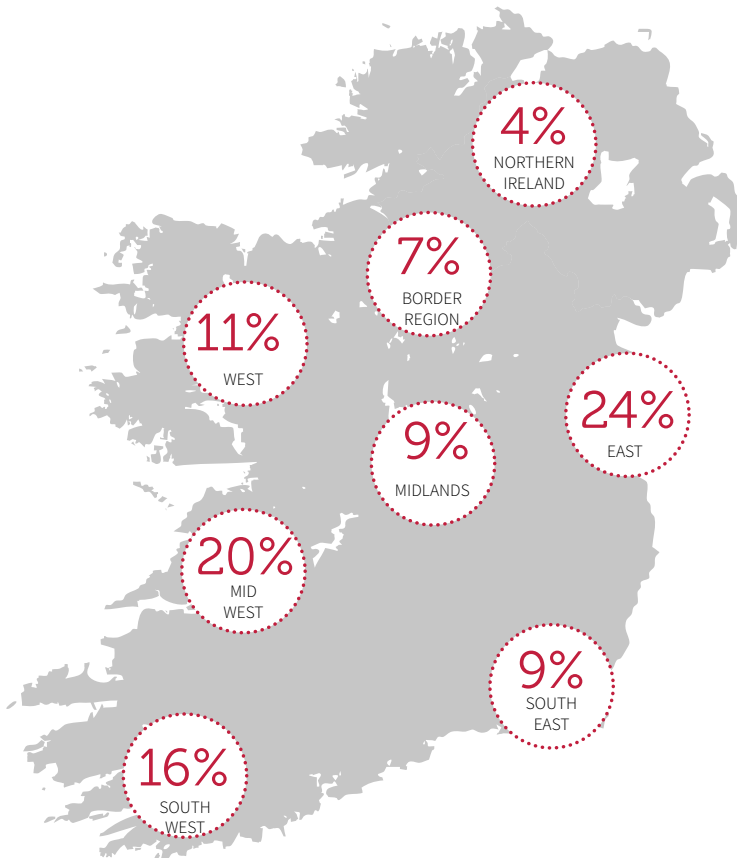 4%
NORTHERN
IRELAND
7%
BORDER
REGION
11%
WEST
24%
EAST
9%
MIDLANDS
20%
MID
WEST
9%
SOUTH
EAST
16%
SOUTH
WEST